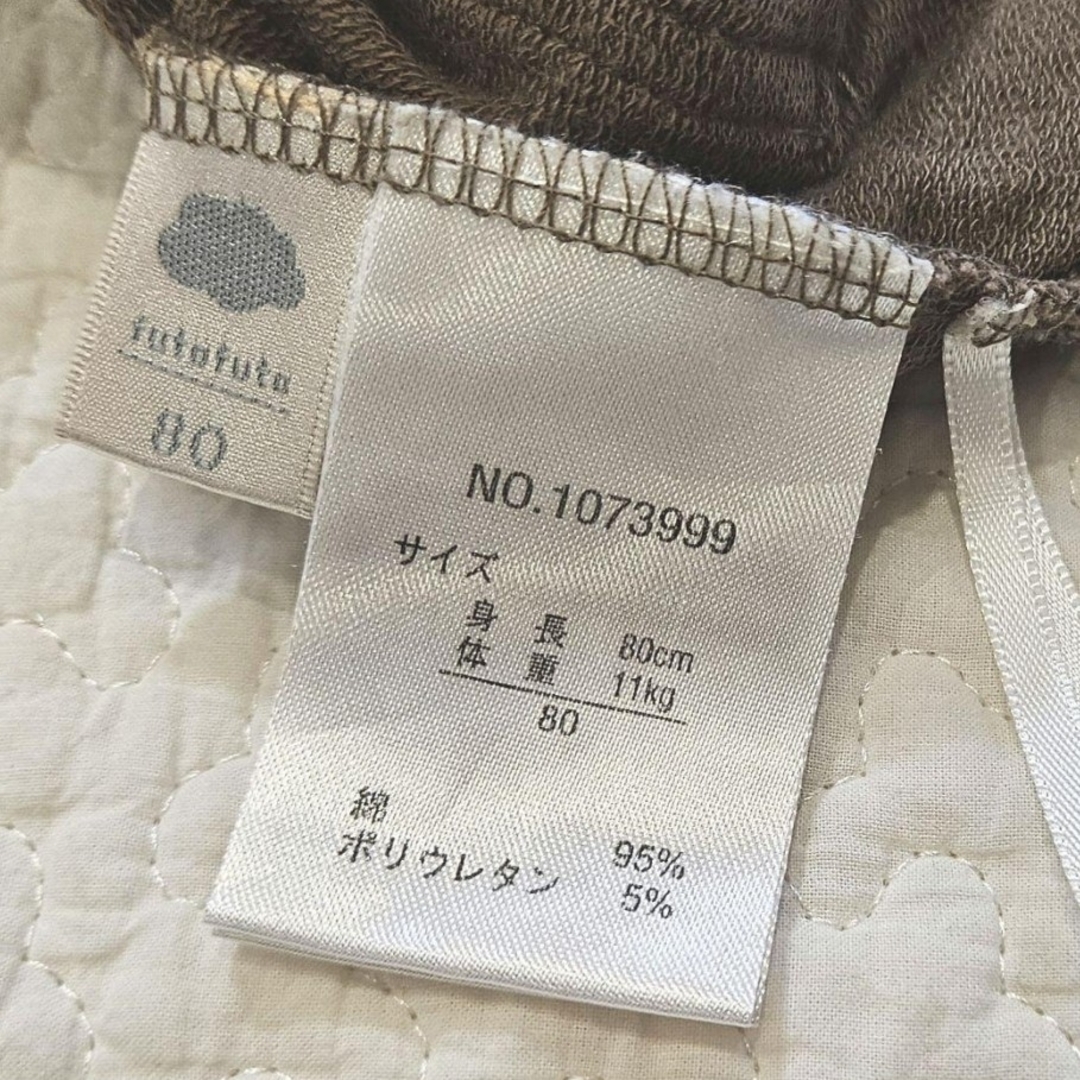 futafuta
80
NO.1073999
サイズ
身長 80cm
体重 11kg
80
綿 95%
ポリウレタン 5%